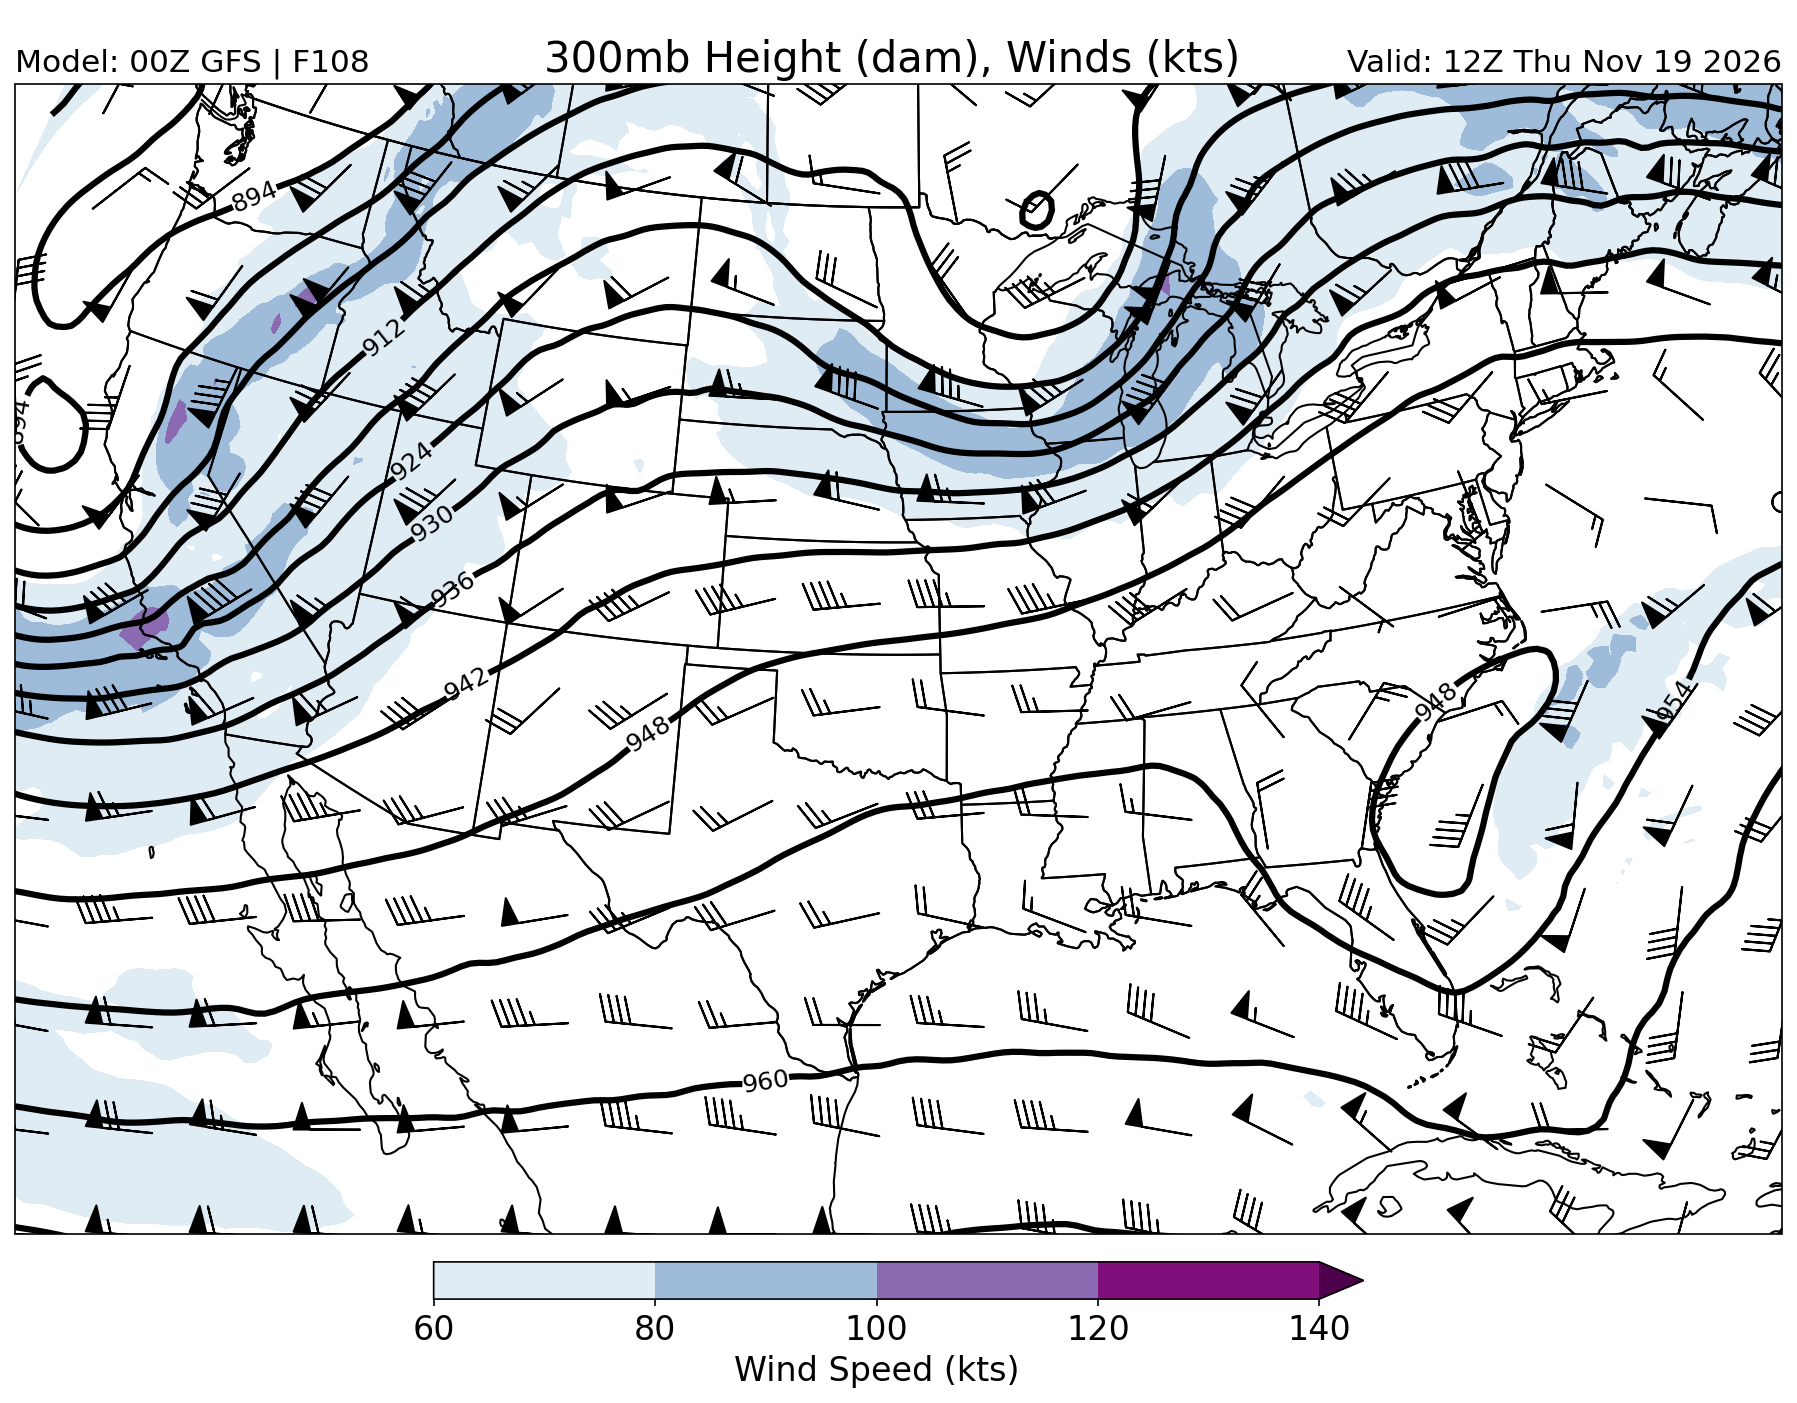 Model: 00Z GFS | F108
300mb Height (dam), Winds (kts)
Valid: 12Z Thu Nov 19 2026
894
912
894
924
930
936
942
948
948
954
960
60 80 100 120 140
Wind Speed (kts)